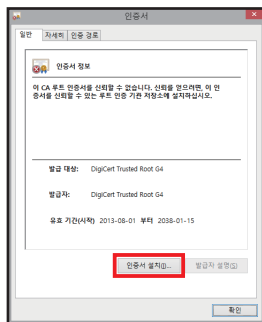 인증서
일반 자세히 인증 경로
인증서 정보
이 CA 루트 인증서를 신뢰할 수 없습니다. 신뢰를 얻으려면, 이 인
증서를 신뢰할 수 있는 루트 인증 기관 저장소에 설치하십시오.
발급 대상: DigiCert Trusted Root G4
발급자: DigiCert Trusted Root G4
유효 기간(시작) 2013-08-01 부터 2038-01-15
인증서 설치(I)... 발급자 설명(S)
확인